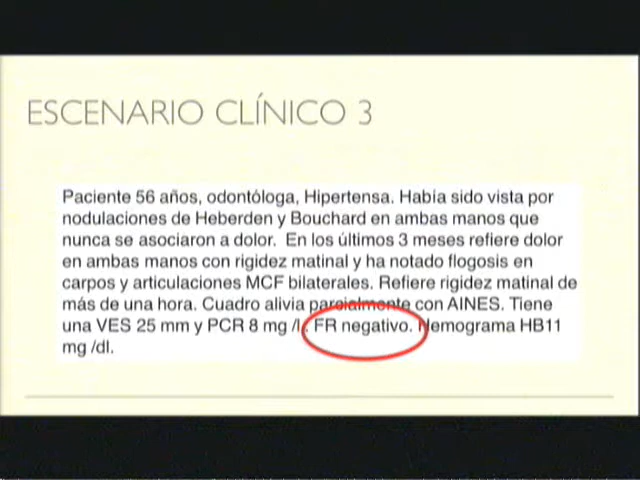 ESCENARIO CLÍNICO 3
Paciente 56 años, odontóloga, Hipertensa. Habia sido vista por
nodulaciones de Heberden y Bouchard en ambas manos que
nunca se asociaron a dolor. En los últimos 3 meses refiere dolor
en ambas manos con rigidez matinal y ha notado flogosis en
carpos y articulaciones MCF bilaterales. Refiere rigidez matinal de
más de una hora. Cuadro alivia parcialmente con AINES. Tiene
una VES 25 mm y PCR 8 mg /l. FR negativo. Hemograma HB11
mg /dl.